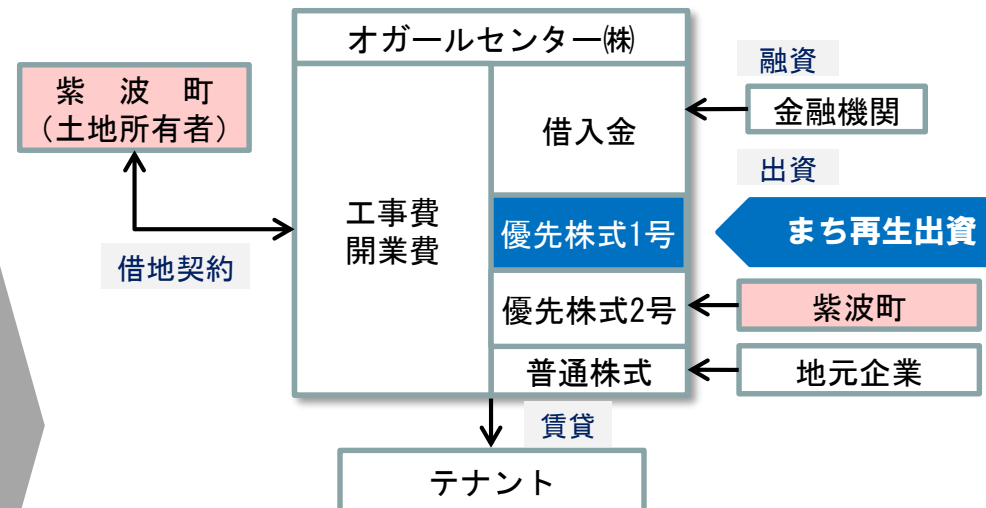 オガールセンター㈱
紫波町
（土地所有者）
借地契約
工事費
開業費
借入金
優先株式1号
優先株式2号
普通株式
融資
金融機関
出資
まち再生出資
紫波町
地元企業
賃貸
テナント